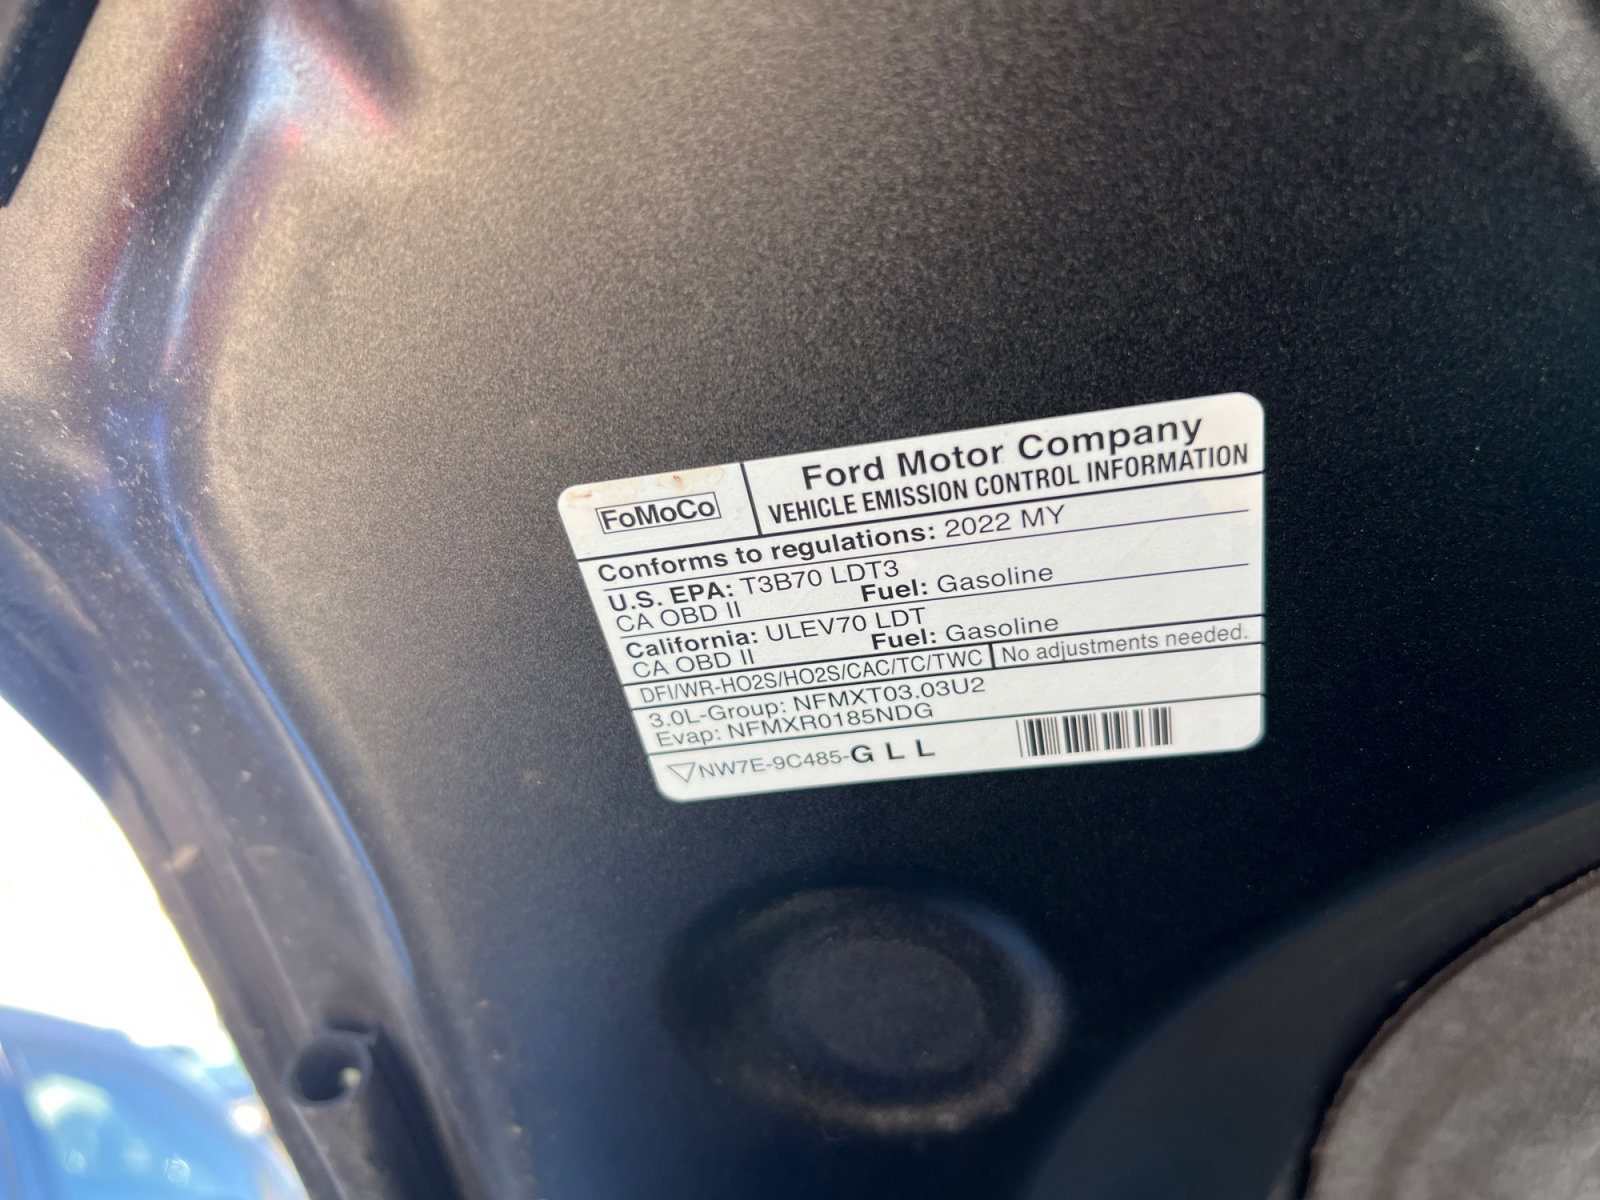 FoMoCo
Ford Motor Company
VEHICLE EMISSION CONTROL INFORMATION
Conforms to regulations: 2022 MY
U.S. EPA: T3B70 LDT3
CA OBD II Fuel: Gasoline
California: ULEV70 LDT
CA OBD II Fuel: Gasoline
DFI/WR-HO2S/HO2S/CAC/TC/TWC No adjustments needed.
3.0L-Group: NFMXT03.03U2
Evap: NFMXR0185NDG
NW7E-9C485-G L L